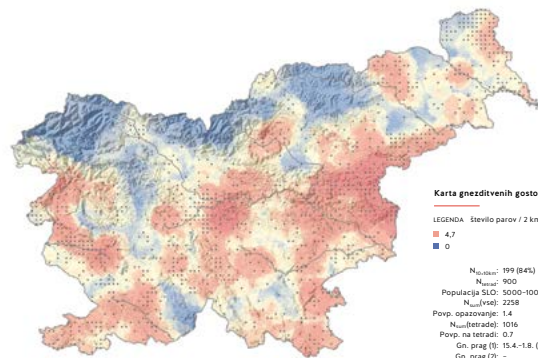 Karta gnezditvenih gosto
LEGENDA število parov / 2 km
4,7
0
N10×10km: 199 (84%)
Ntetrad: 900
Populacija SLO: 5000–100
Nsum(vse): 2258
Povp. opazovanje: 1.4
Nsum(tetrade): 1016
Povp. na tetradi: 0.7
Gn. prag (1): 15.4.–1.8. (
Gn. prag (2): –